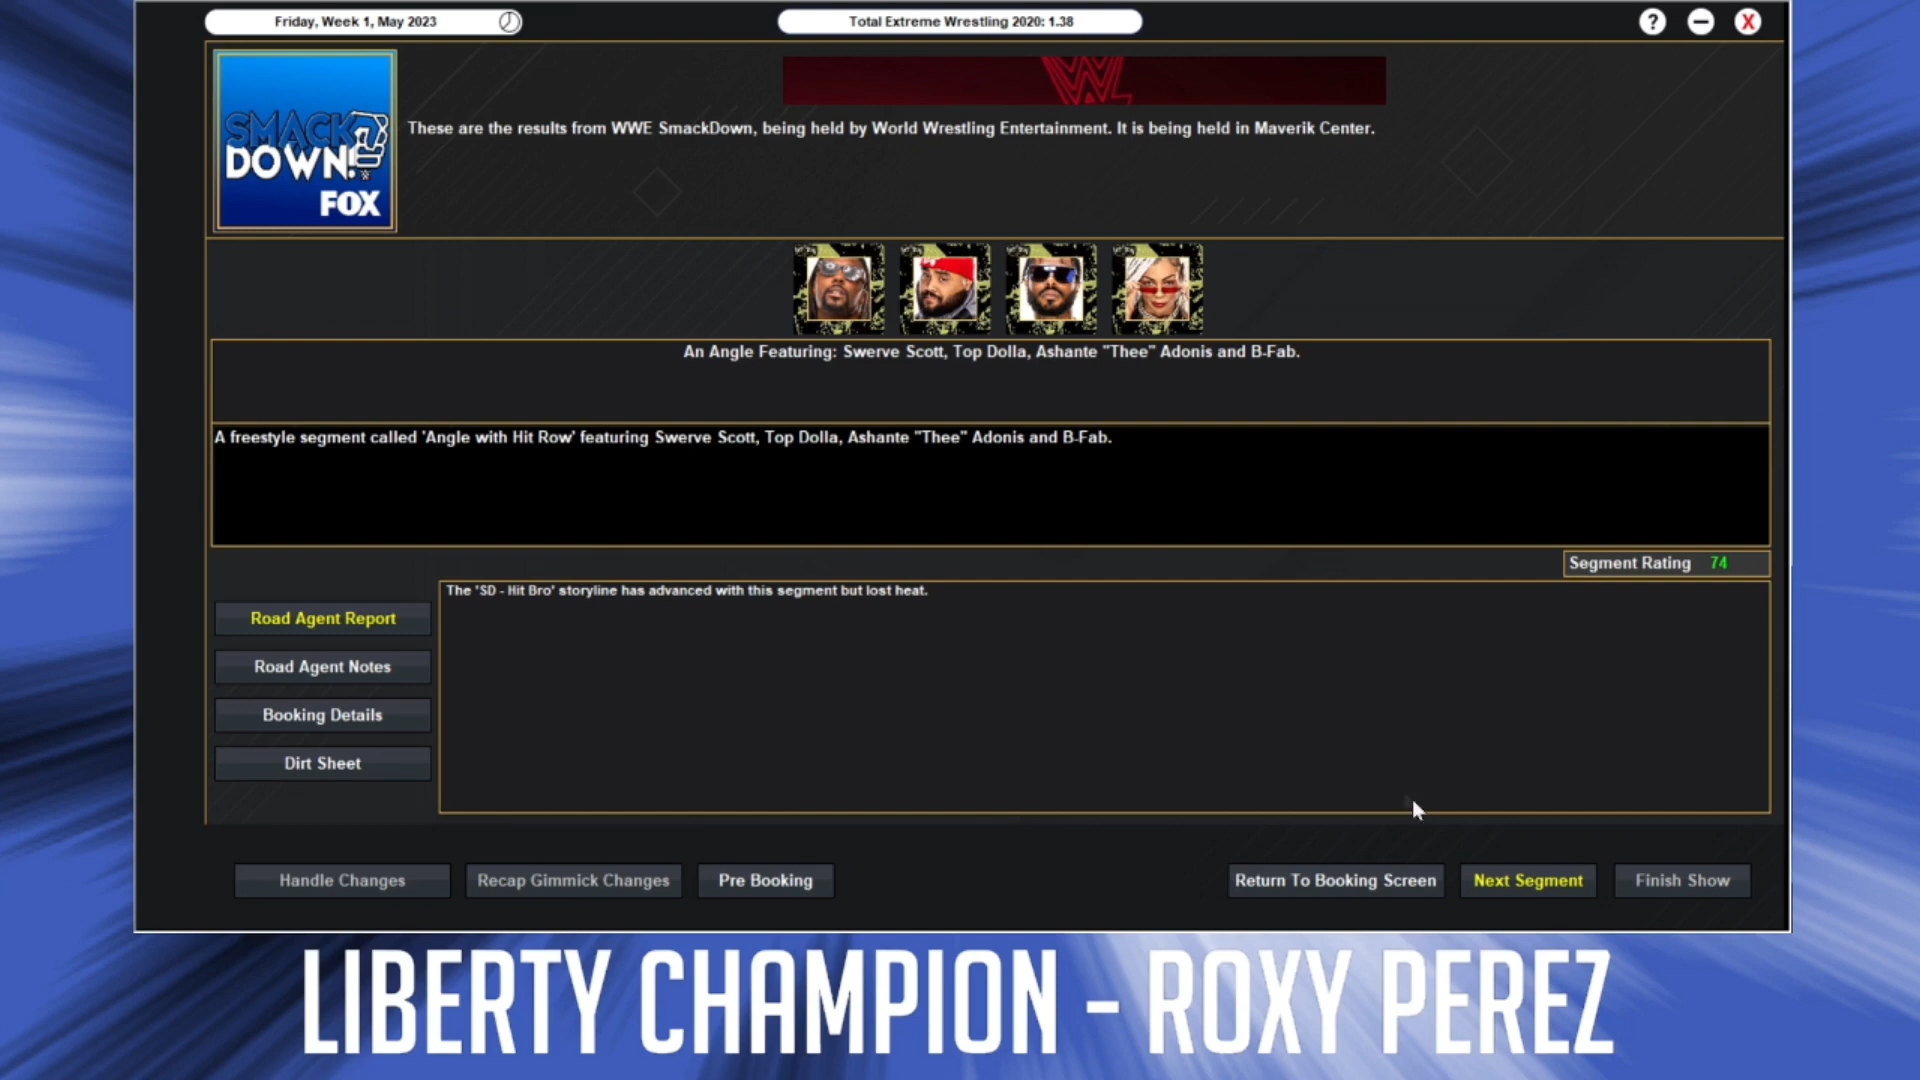 Friday, Week 1, May 2023
Total Extreme Wrestling 2020: 1.38
?
X
SMACK
DOWN!
FOX
These are the results from WWE SmackDown, being held by World Wrestling Entertainment. It is being held in Maverik Center.
An Angle Featuring: Swerve Scott, Top Dolla, Ashante "Thee" Adonis and B-Fab.
A freestyle segment called 'Angle with Hit Row' featuring Swerve Scott, Top Dolla, Ashante "Thee" Adonis and B-Fab.
Segment Rating 74
The 'SD - Hit Bro' storyline has advanced with this segment but lost heat.
Road Agent Report
Road Agent Notes
Booking Details
Dirt Sheet
Handle Changes
Recap Gimmick Changes
Pre Booking
Return To Booking Screen
Next Segment
Finish Show
LIBERTY CHAMPION - ROXY PEREZ